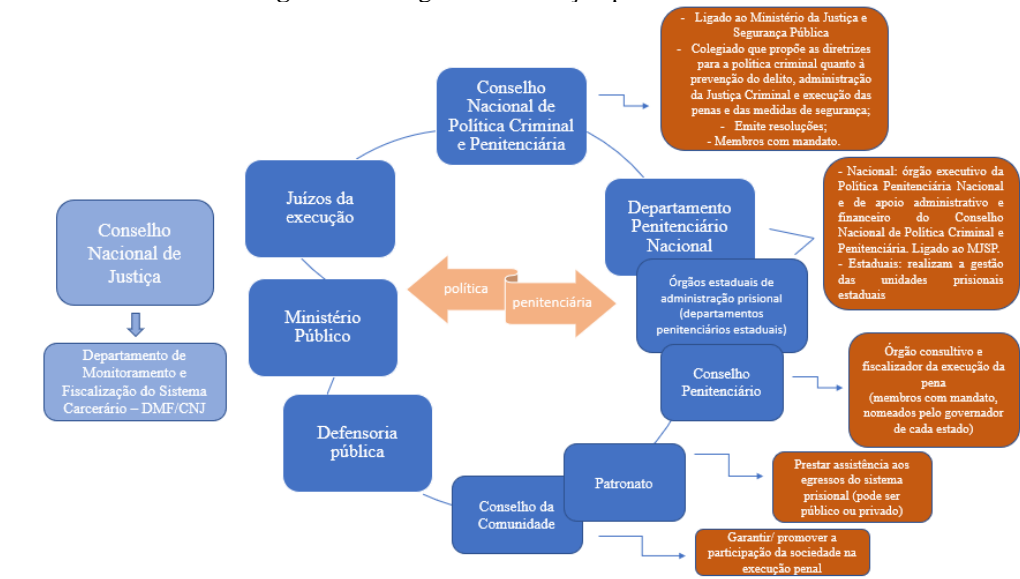 - Ligado ao Ministério da Justiça e
Segurança Pública
- Colegiado que propõe as diretrizes
para a política criminal quanto à
prevenção do delito, administração
da Justiça Criminal e execução das
penas e das medidas de segurança;
- Emite resoluções;
- Membros com mandato.
Conselho
Nacional de
Política Criminal
e Penitenciária
Juízos da
execução
Departamento
Penitenciário
Nacional
- Nacional: órgão executivo da
Política Penitenciária Nacional
e de apoio administrativo e
financeiro do Conselho
Nacional de Política Criminal e
Penitenciária. Ligado ao MJSP.
- Estaduais: realizam a gestão
das unidades prisionais
estaduais
Conselho
Nacional de
Justiça
política
penitenciária
Órgãos estaduais de
administração prisional
(departamentos
penitenciários estaduais)
Ministério
Público
Departamento de
Monitoramento e
Fiscalização do Sistema
Carcerário – DMF/CNJ
Conselho
Penitenciário
Órgão consultivo e
fiscalizador da execução da
pena
(membros com mandato,
nomeados pelo governador
de cada estado)
Defensoria
pública
Patronato
Prestar assistência aos
egressos do sistema
prisional (pode ser
público ou privado)
Conselho da
Comunidade
Garantir/ promover a
participação da sociedade na
execução penal